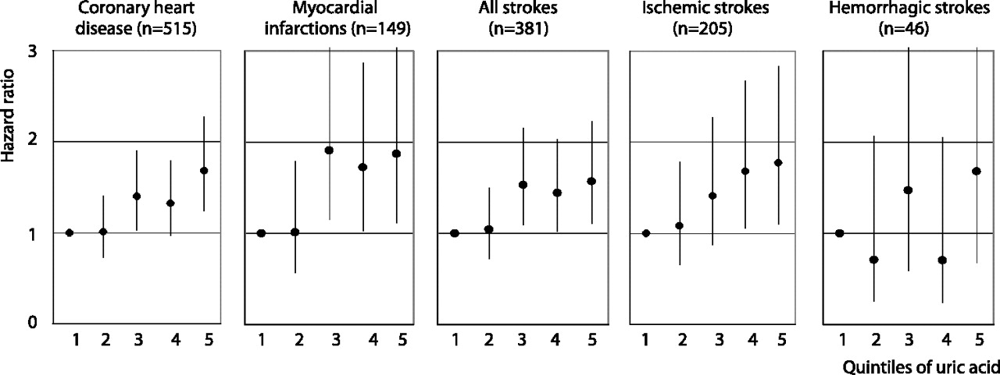 Coronary heart
disease (n=515)
Myocardial
infarctions (n=149)
All strokes
(n=381)
Ischemic strokes
(n=205)
Hemorrhagic strokes
(n=46)
Hazard ratio
3
2
1
0
1 2 3 4 5
1 2 3 4 5
1 2 3 4 5
1 2 3 4 5
1 2 3 4 5
Quintiles of uric acid